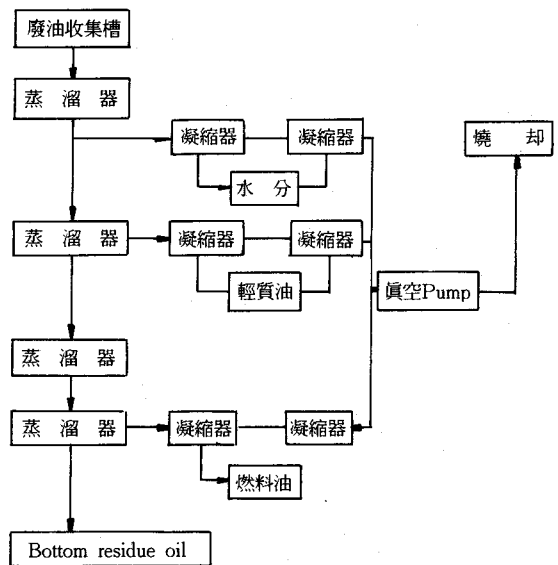 廢油收集槽
蒸溜器
凝縮器
凝縮器
燒却
水分
蒸溜器
凝縮器
凝縮器
輕質油
眞空Pump
蒸溜器
蒸溜器
凝縮器
凝縮器
燃料油
Bottom residue oil